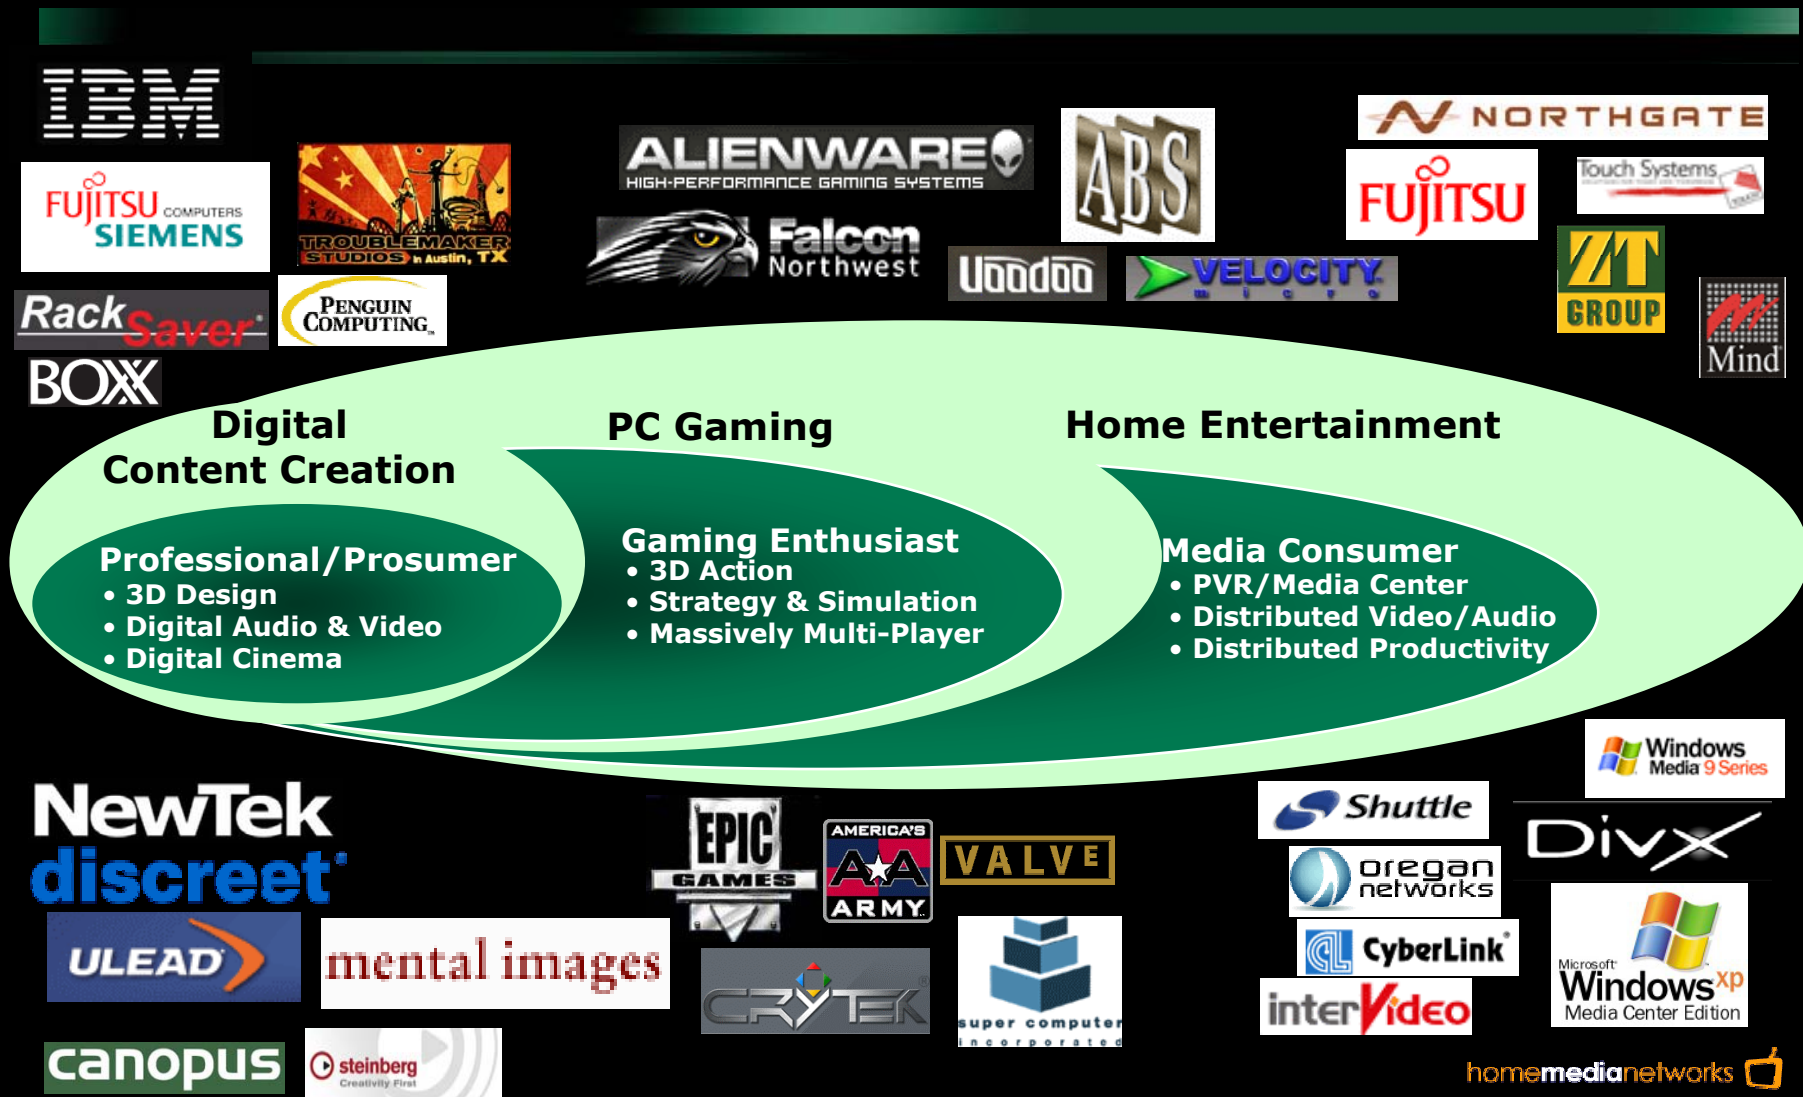 IBM
FUJITSU COMPUTERS
SIEMENS
TROUBLEMAKER
STUDIOS in Austin, TX
RackSaver
PENGUIN
COMPUTING
BOXX
ALIENWARE
HIGH-PERFORMANCE GAMING SYSTEMS
Falcon
Northwest
ABS
VOODOO
VELOCITY
micro
NORTHGATE
FUJITSU
Touch Systems
ZT
GROUP
Mind
Digital
Content Creation
PC Gaming
Home Entertainment
Professional/Prosumer
• 3D Design
• Digital Audio & Video
• Digital Cinema
Gaming Enthusiast
• 3D Action
• Strategy & Simulation
• Massively Multi-Player
Media Consumer
• PVR/Media Center
• Distributed Video/Audio
• Distributed Productivity
NewTek
discreet
ULEAD
mental images
canopus
steinberg
Creativity First
EPIC
GAMES
AMERICA'S
AA
ARMY
VALVE
CRYTEK
super computer
incorporated
Windows
Media 9 Series
Shuttle
DivX
oregan
networks
CyberLink
interVideo
Microsoft
Windows xp
Media Center Edition
homemedianetworks